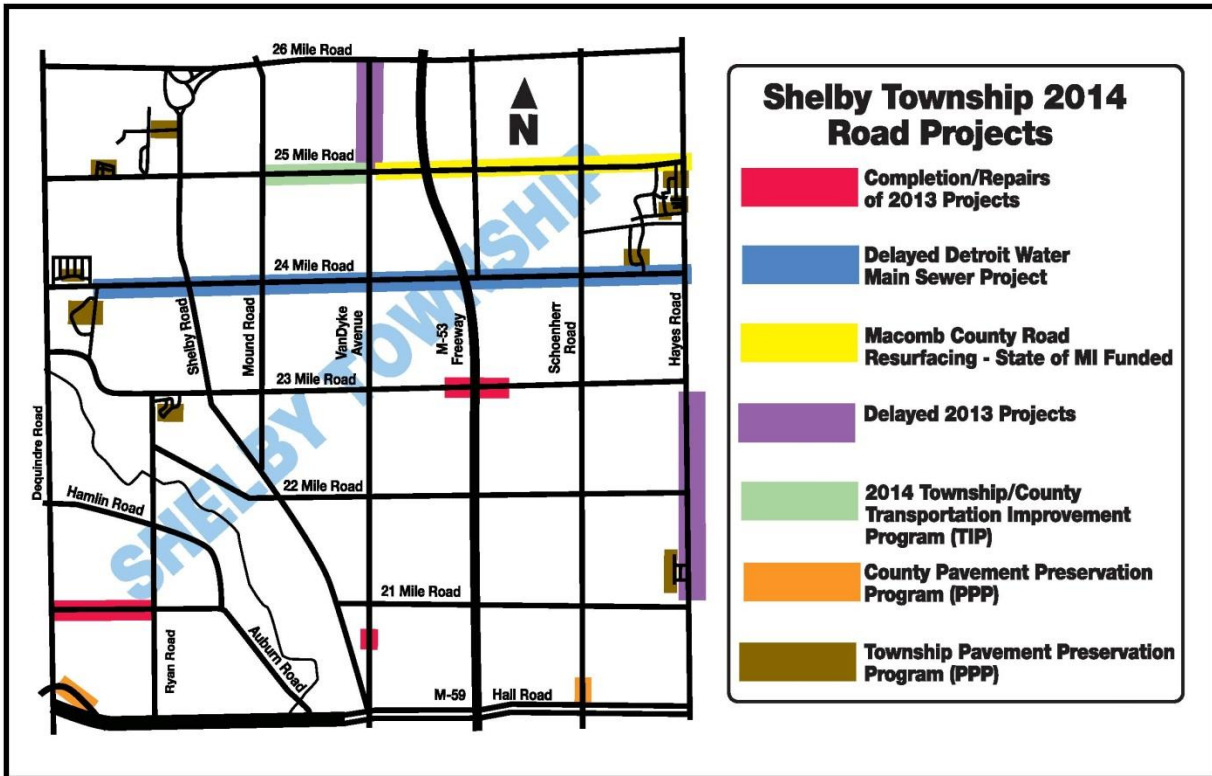 26 Mile Road
N
25 Mile Road
SHELBY TOWNSHIP
24 Mile Road
Shelby Road
Mound Road
VanDyke
Avenue
M-53
Freeway
Schoenherr
Road
Hayes Road
23 Mile Road
Dequindre Road
Hamlin Road
22 Mile Road
21 Mile Road
Ryan Road
Auburn Road
M-59
Hall Road
Shelby Township 2014
Road Projects
Completion/Repairs
of 2013 Projects
Delayed Detroit Water
Main Sewer Project
Macomb County Road
Resurfacing - State of MI Funded
Delayed 2013 Projects
2014 Township/County
Transportation Improvement
Program (TIP)
County Pavement Preservation
Program (PPP)
Township Pavement Preservation
Program (PPP)